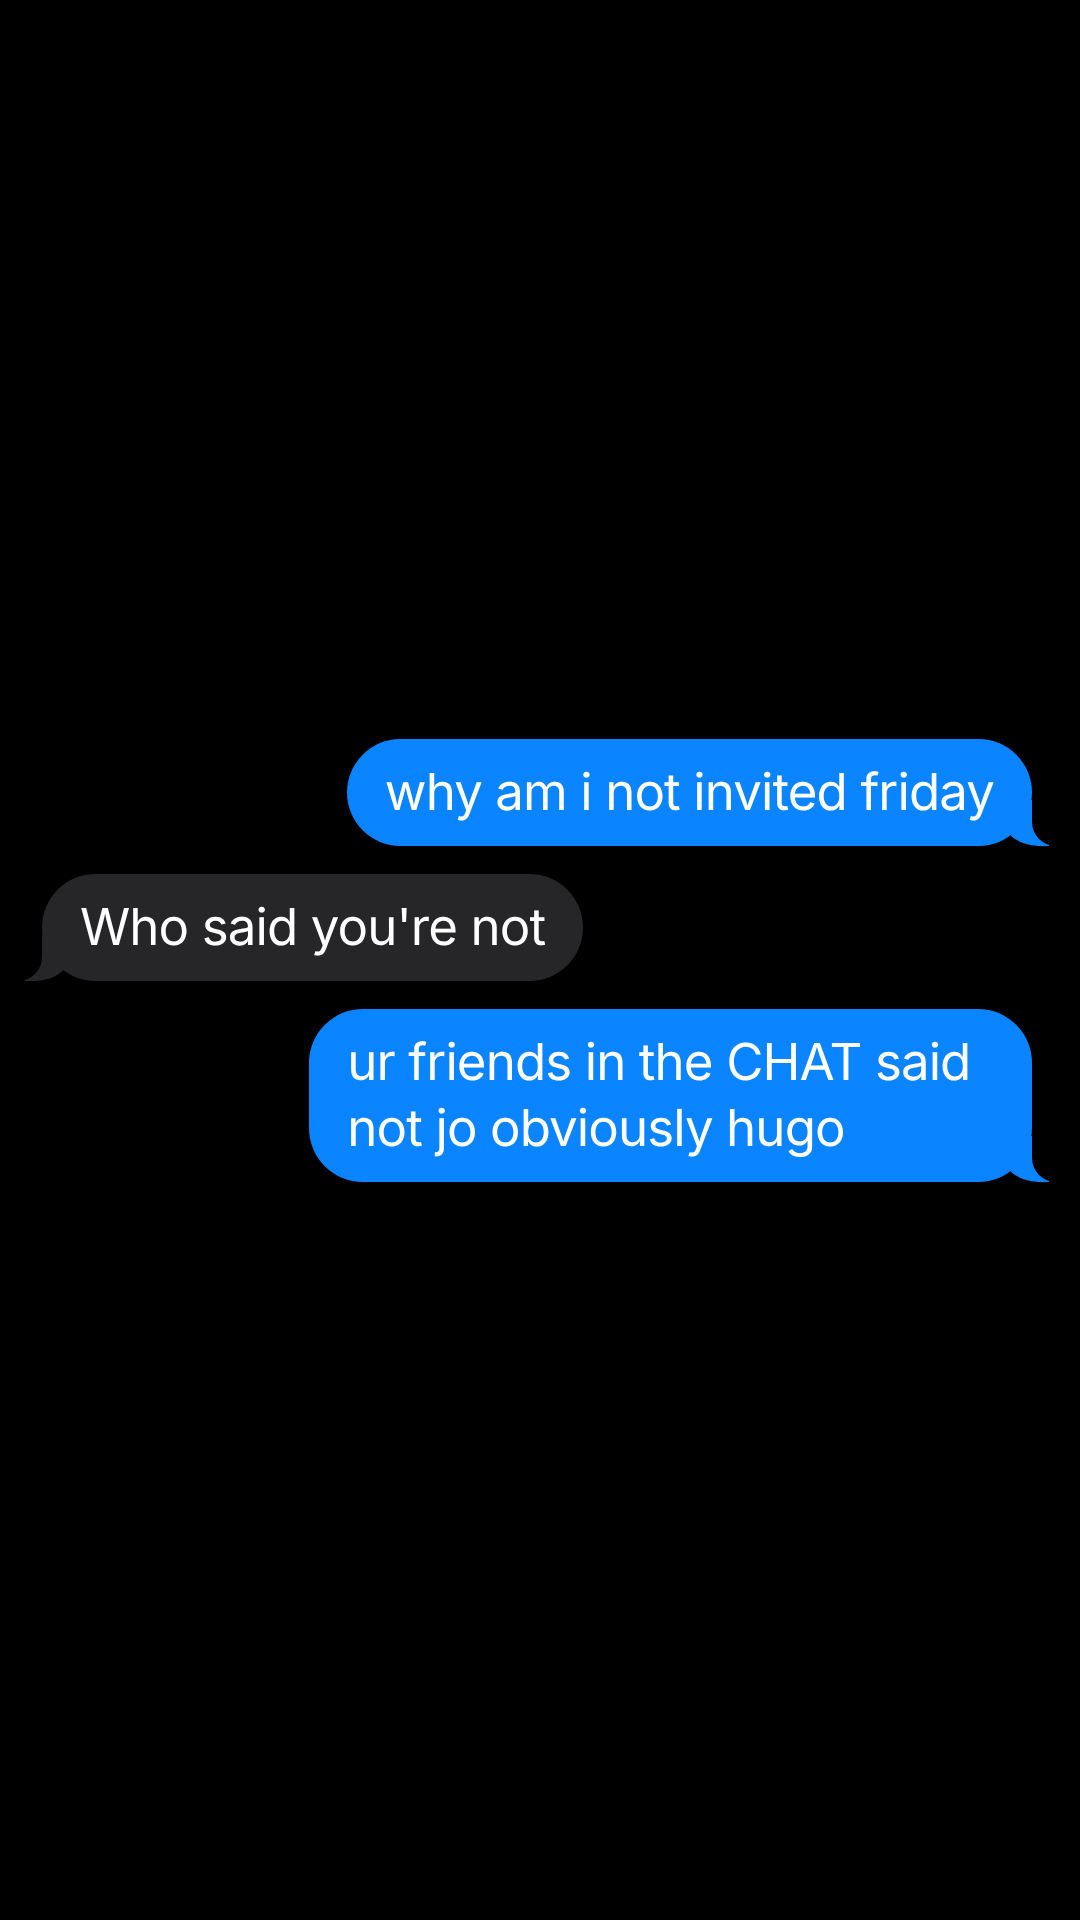 why am i not invited friday
Who said you're not
ur friends in the CHAT said
not jo obviously hugo